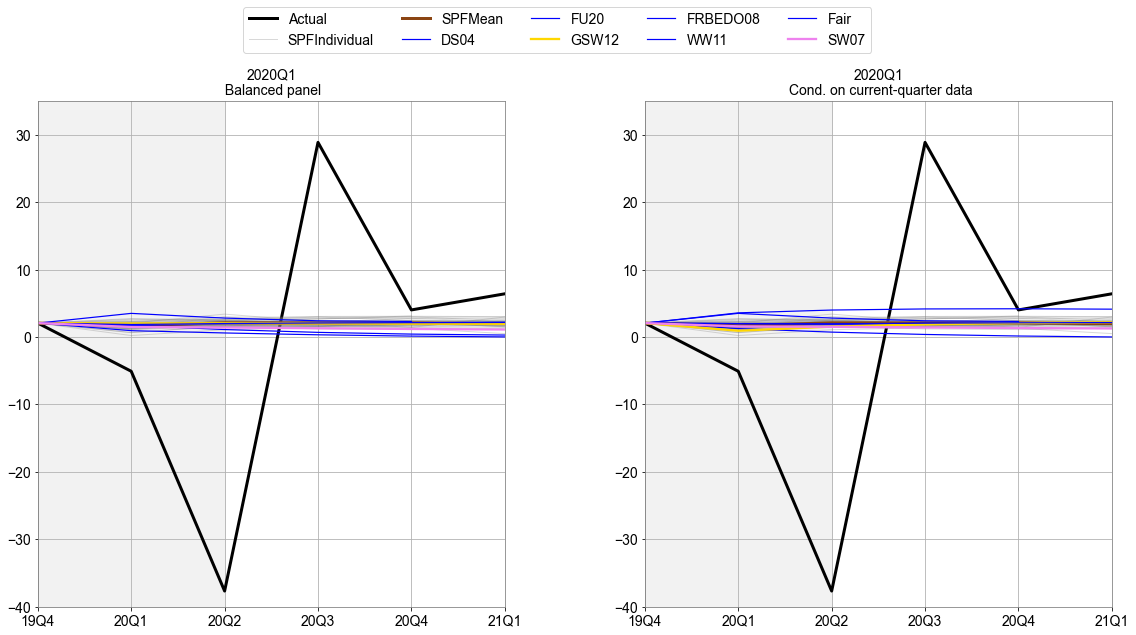 Actual SPFMean FU20 FRBEDO08 Fair
SPFIndividual DS04 GSW12 WW11 SW07
2020Q1
Balanced panel
30
20
10
0
−10
−20
−30
−40
19Q4 20Q1 20Q2 20Q3 20Q4 21Q1
2020Q1
Cond. on current-quarter data
30
20
10
0
−10
−20
−30
−40
19Q4 20Q1 20Q2 20Q3 20Q4 21Q1